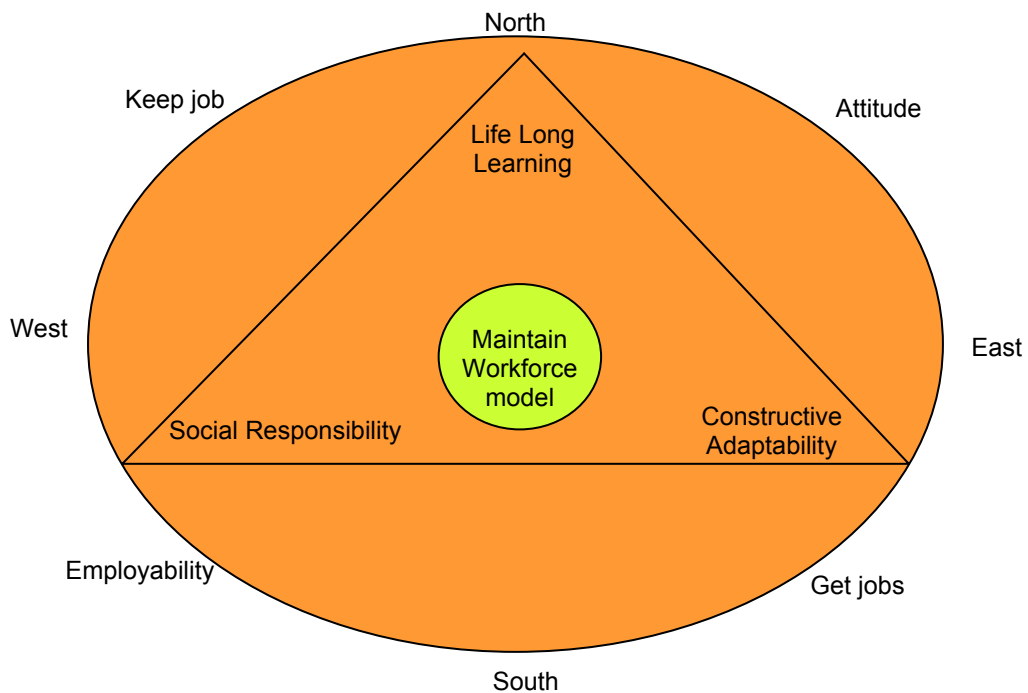 North
Keep job
Attitude
Life Long
Learning
West
East
Maintain
Workforce
model
Social Responsibility
Constructive
Adaptability
Employability
Get jobs
South